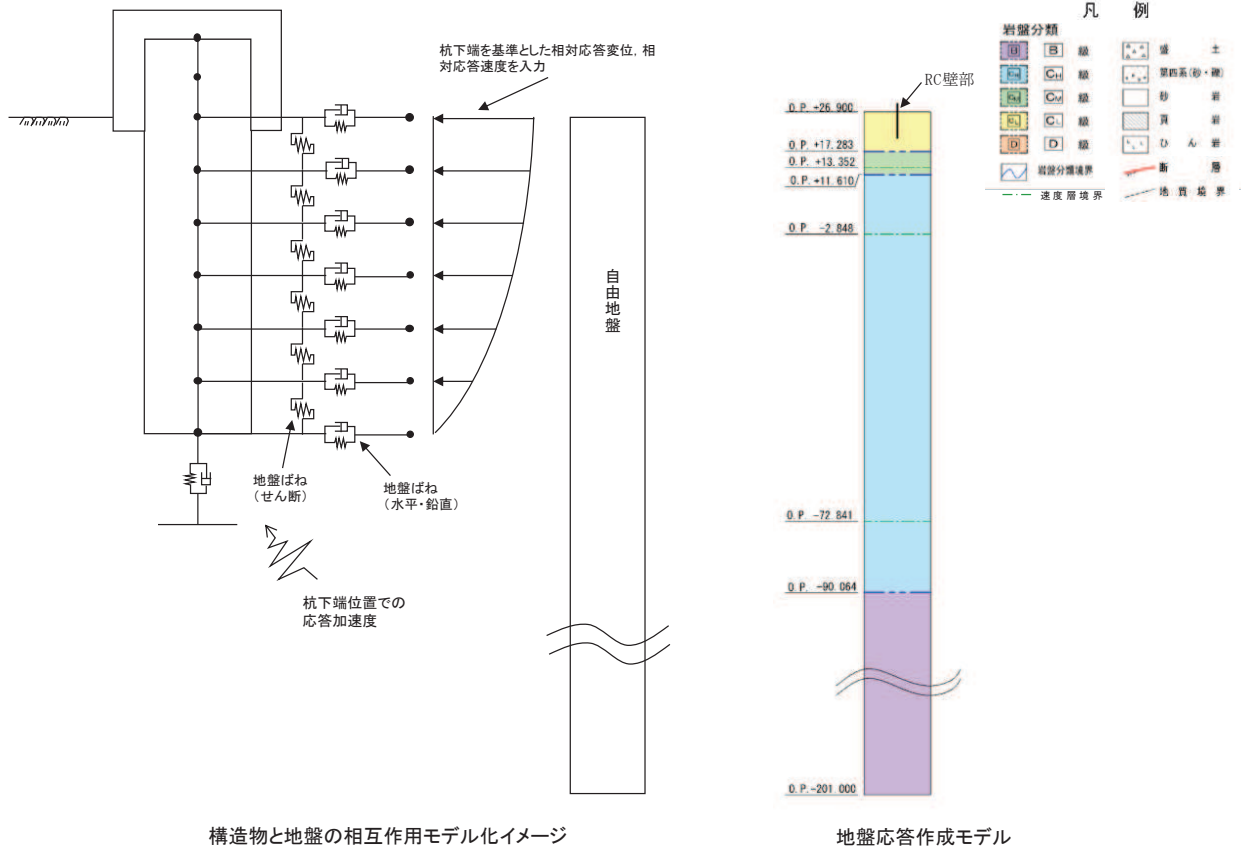 杭下端を基準とした相対応答変位，相
対応答速度を入力
自由地盤
地盤ばね
（せん断）
地盤ばね
（水平・鉛直）
杭下端位置での
応答加速度
構造物と地盤の相互作用モデル化イメージ
RC壁部
O.P. +26.900
O.P. +17.283
O.P. +13.352
O.P. +11.610
O.P. -2.848
O.P. -72.841
O.P. -90.064
O.P. -201.000
地盤応答作成モデル
凡 例
岩盤分類
B B 級
CH CH 級
CM CM 級
CL CL 級
D D 級
岩盤分類境界
速度層境界
盛 土
第四系(砂・礫)
砂 岩
頁 岩
ひ ん 岩
断 層
地 質 境 界